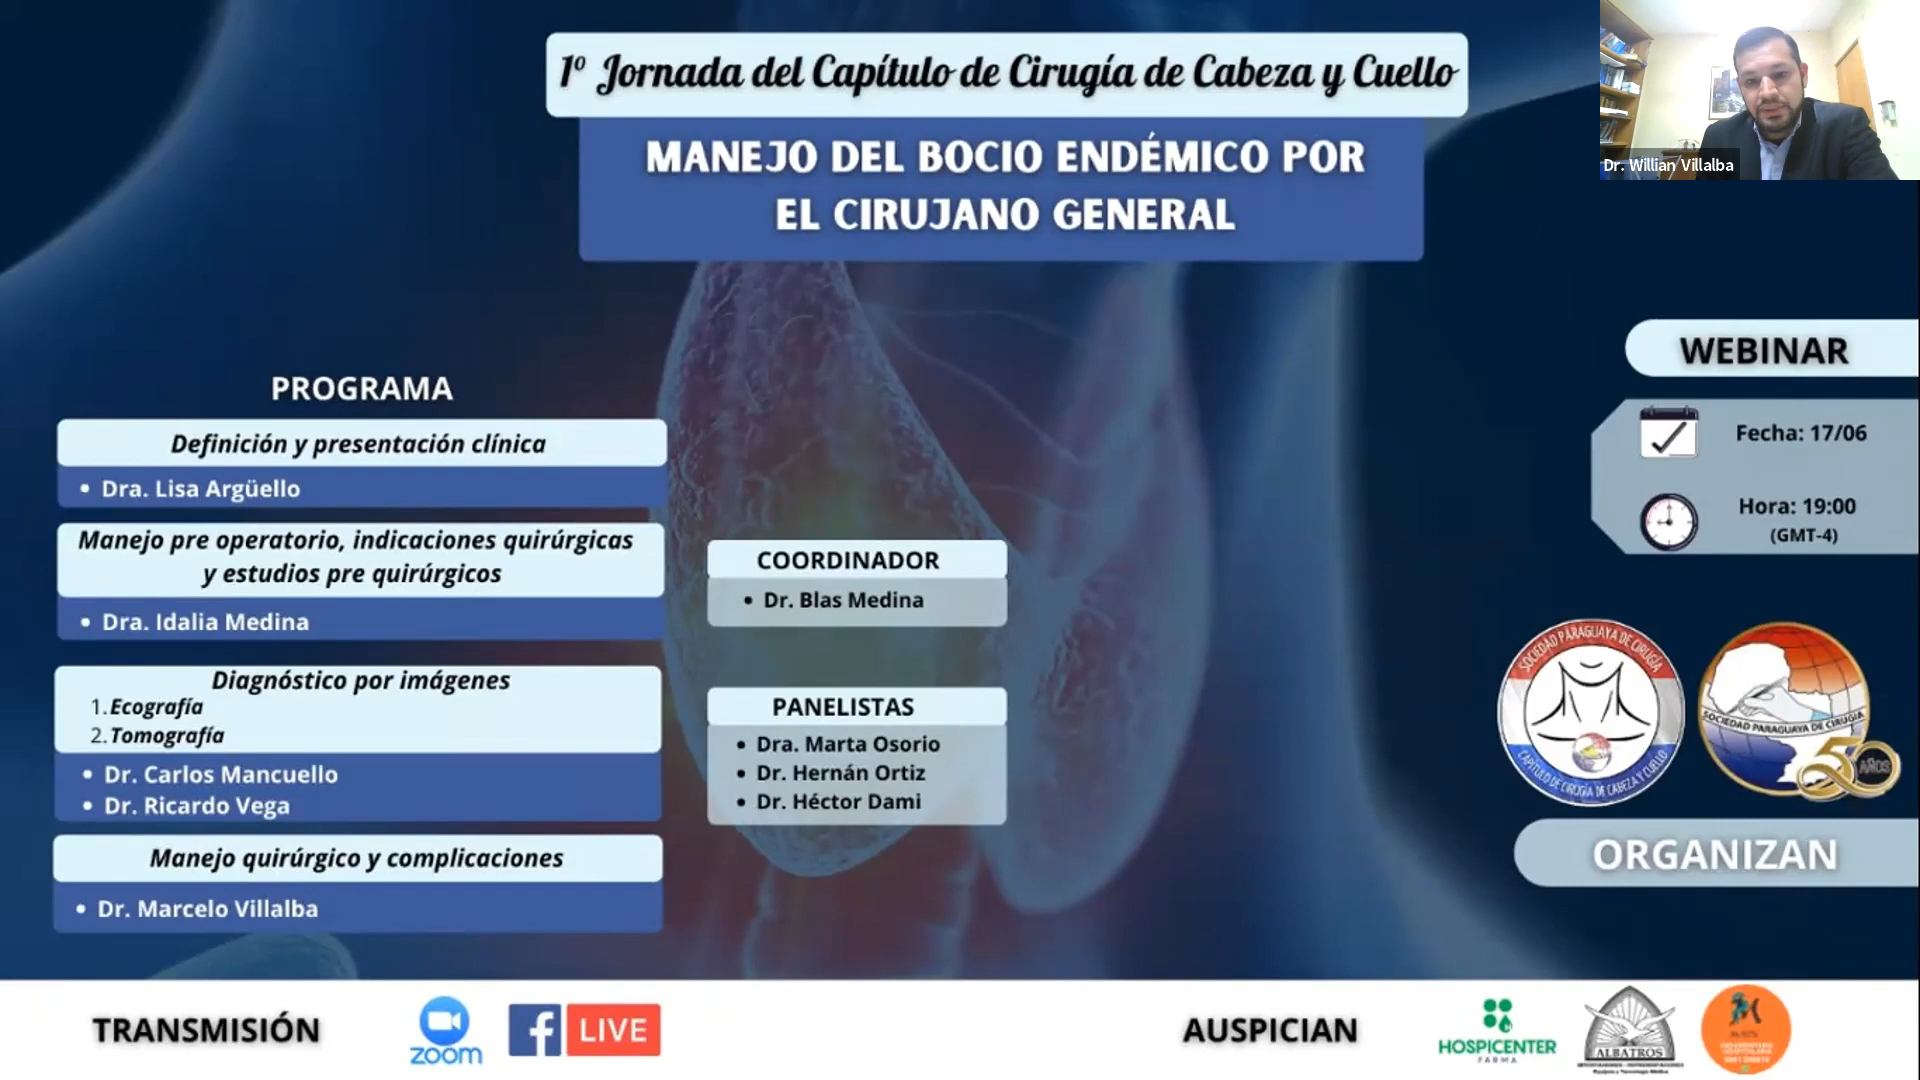 1º Jornada del Capítulo de Cirugía de Cabeza y Cuello
MANEJO DEL BOCIO ENDÉMICO POR
EL CIRUJANO GENERAL
Dr. Willian Villalba
PROGRAMA
Definición y presentación clínica
• Dra. Lisa Argüello
Manejo pre operatorio, indicaciones quirúrgicas
y estudios pre quirúrgicos
• Dra. Idalia Medina
Diagnóstico por imágenes
1. Ecografía
2. Tomografía
• Dr. Carlos Mancuello
• Dr. Ricardo Vega
Manejo quirúrgico y complicaciones
• Dr. Marcelo Villalba
COORDINADOR
• Dr. Blas Medina
PANELISTAS
• Dra. Marta Osorio
• Dr. Hernán Ortiz
• Dr. Héctor Dami
WEBINAR
Fecha: 17/06
Hora: 19:00
(GMT-4)
SOCIEDAD PARAGUAYA DE CIRUGÍA
CAPÍTULO DE CIRUGÍA DE CABEZA Y CUELLO
SOCIEDAD PARAGUAYA DE CIRUGIA
50 AÑOS
ORGANIZAN
TRANSMISIÓN
zoom
f LIVE
AUSPICIAN
HOSPICENTER
FARMA
ALBATROS